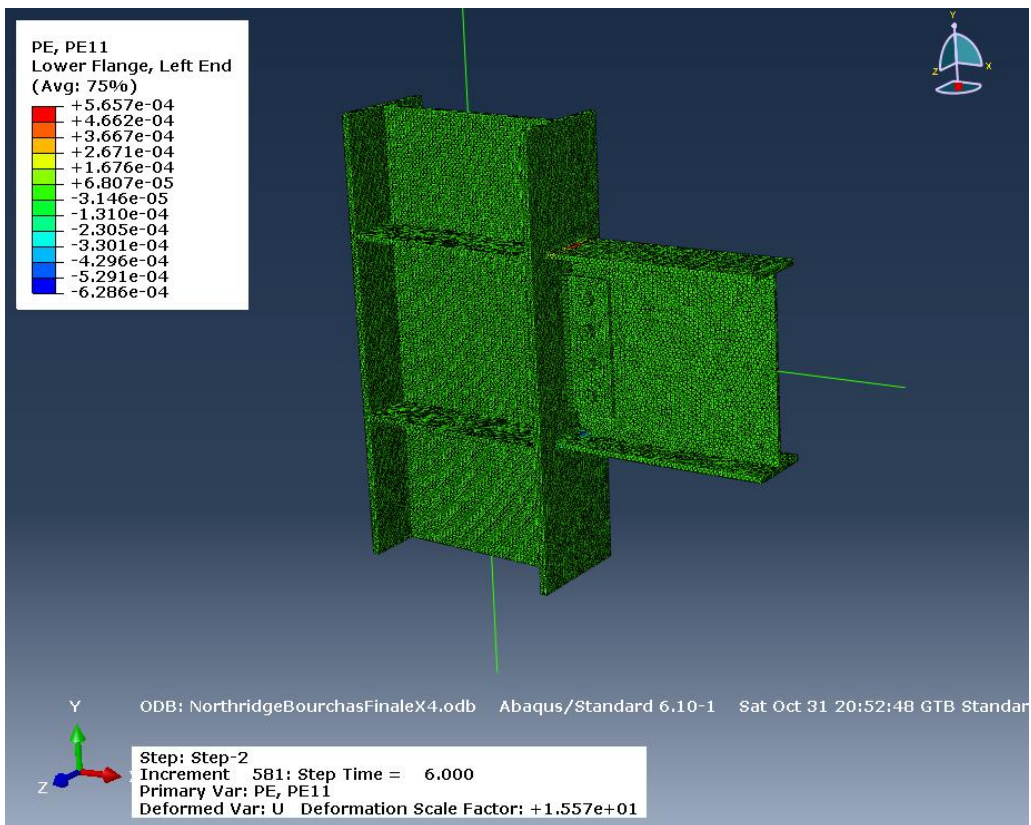 PE, PE11
Lower Flange, Left End
(Avg: 75%)
+5.657e-04
+4.662e-04
+3.667e-04
+2.671e-04
+1.676e-04
+6.807e-05
-3.146e-05
-1.310e-04
-2.305e-04
-3.301e-04
-4.296e-04
-5.291e-04
-6.286e-04
Y
Z
X
Y
ODB: NorthridgeBourchasFinaleX4.odb Abaqus/Standard 6.10-1 Sat Oct 31 20:52:48 GTB Standar
Z
Step: Step-2
Increment 581: Step Time = 6.000
Primary Var: PE, PE11
Deformed Var: U Deformation Scale Factor: +1.557e+01